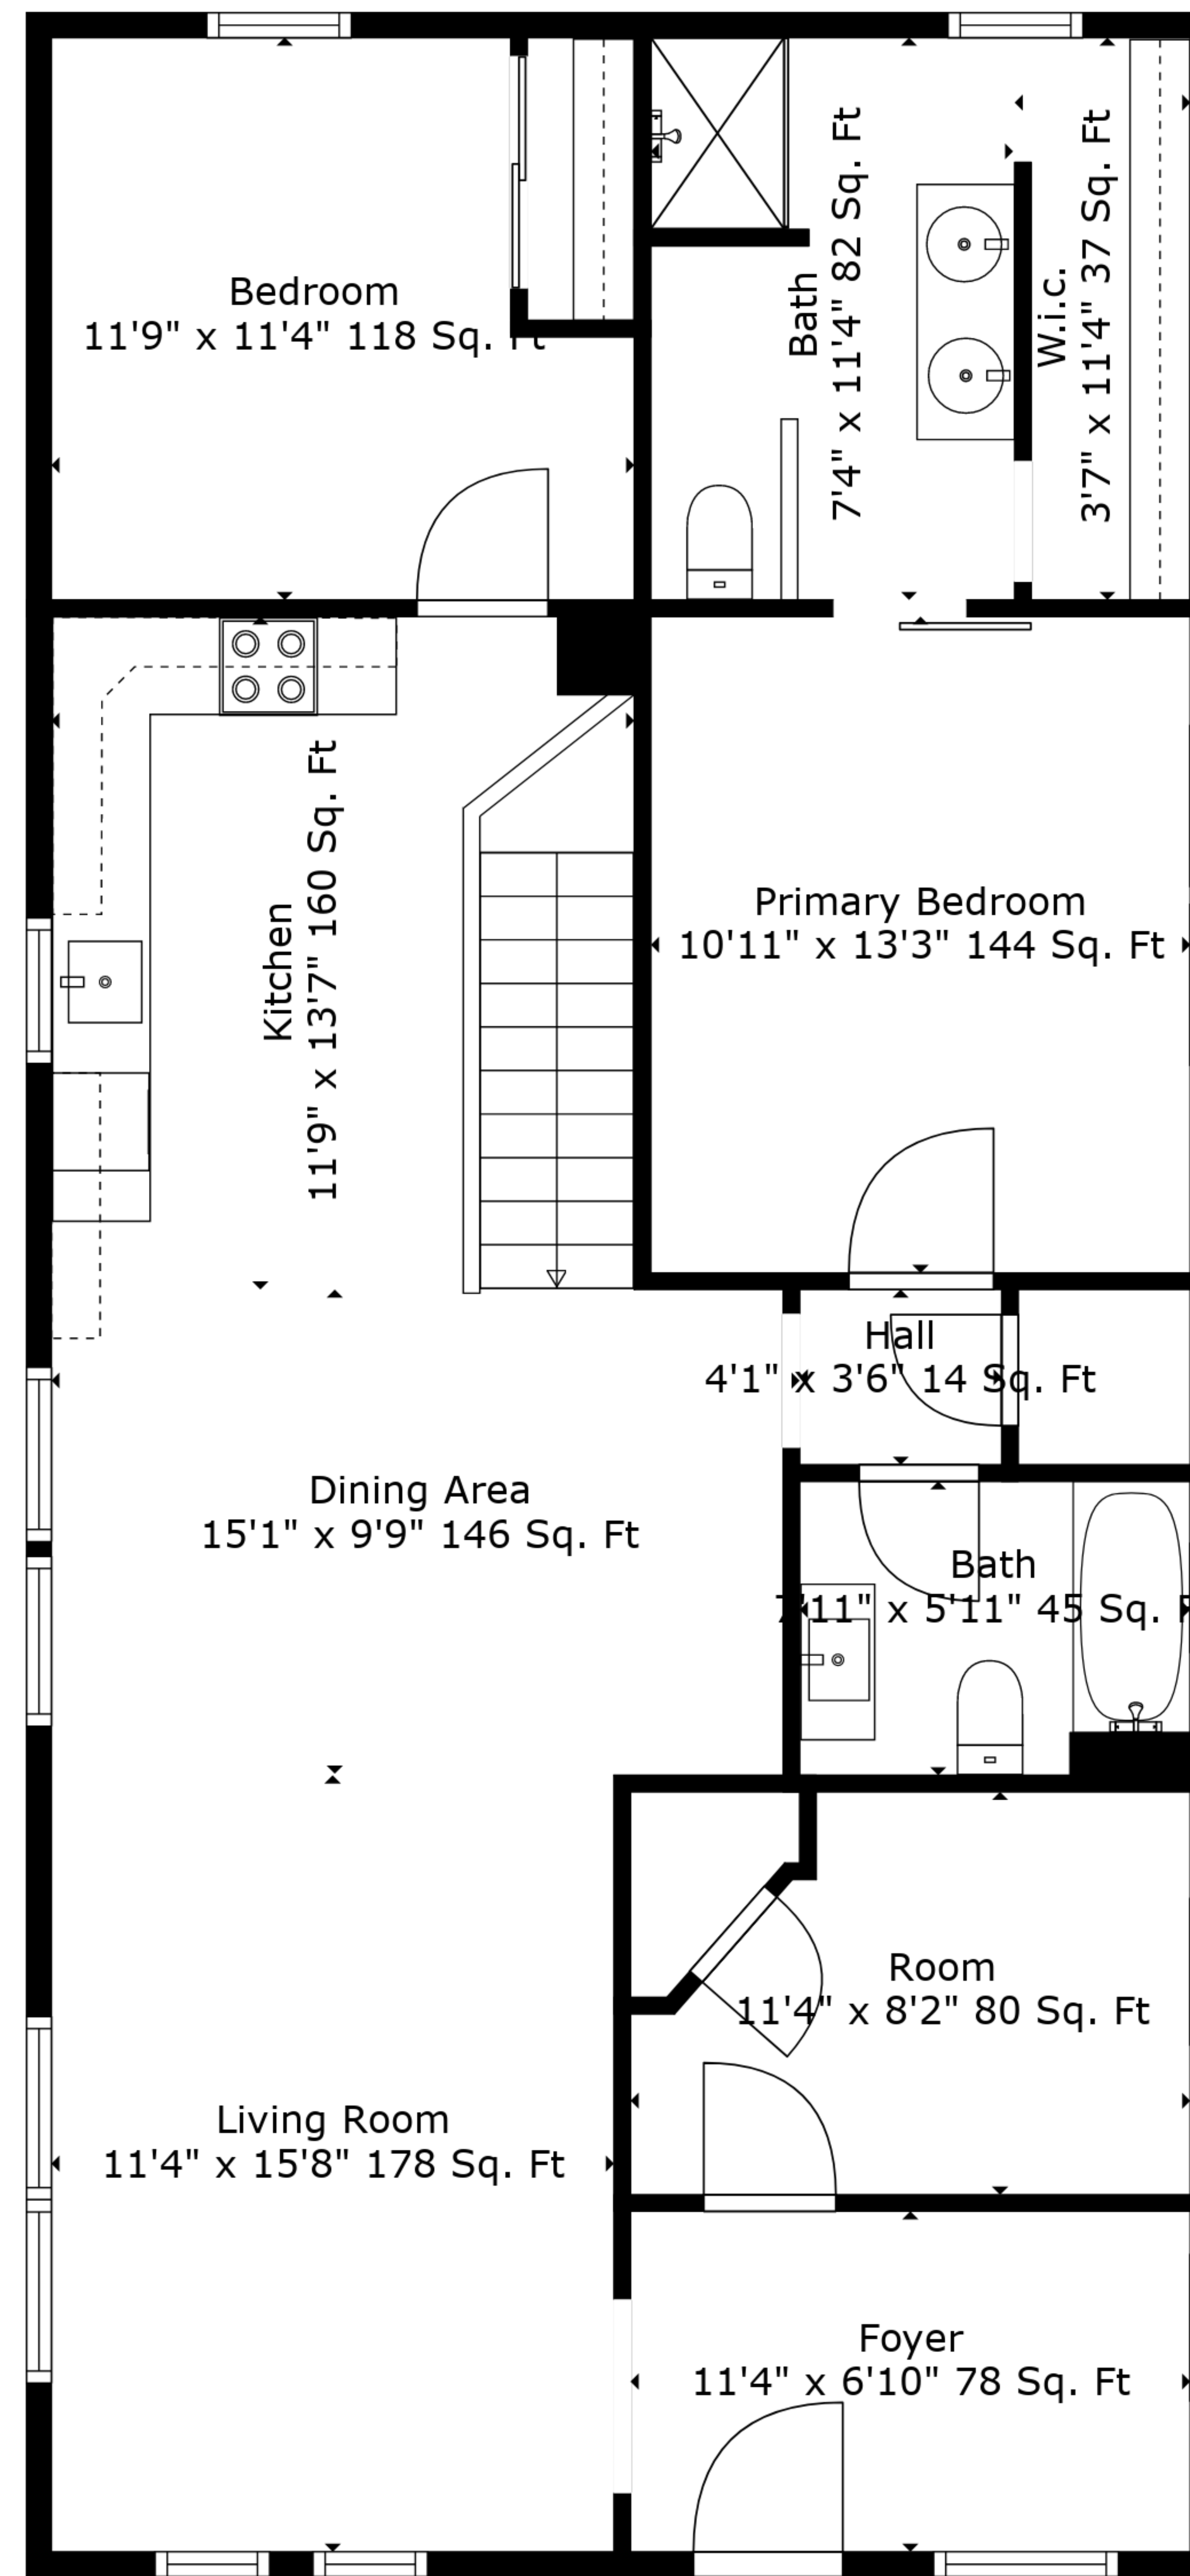 Bedroom
11'9" x 11'4" 118 Sq. Ft
Bath
7'4" x 11'4" 82 Sq. Ft
W.i.c.
3'7" x 11'4" 37 Sq. Ft
Kitchen
11'9" x 13'7" 160 Sq. Ft
Primary Bedroom
10'11" x 13'3" 144 Sq. Ft
Hall
4'1" x 3'6" 14 Sq. Ft
Dining Area
15'1" x 9'9" 146 Sq. Ft
Bath
7'11" x 5'11" 45 Sq. F
Room
11'4" x 8'2" 80 Sq. Ft
Living Room
11'4" x 15'8" 178 Sq. Ft
Foyer
11'4" x 6'10" 78 Sq. Ft